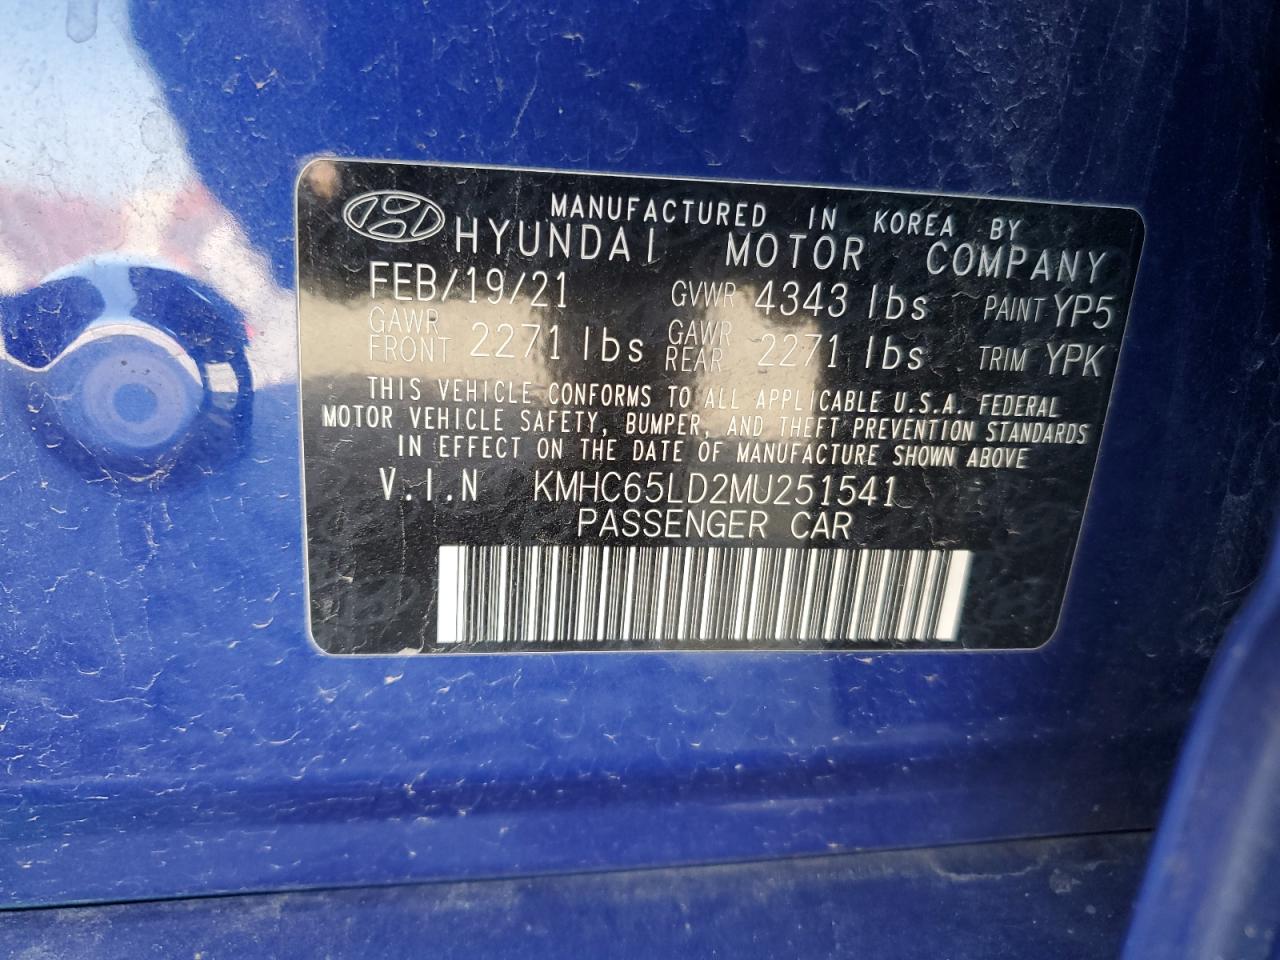 MANUFACTURED IN KOREA BY
HYUNDAI MOTOR COMPANY
FEB/19/21 GVWR 4343 lbs PAINT YP5
GAWR FRONT 2271 lbs GAWR REAR 2271 lbs TRIM YPK
THIS VEHICLE CONFORMS TO ALL APPLICABLE U.S.A. FEDERAL
MOTOR VEHICLE SAFETY, BUMPER, AND THEFT PREVENTION STANDARDS
IN EFFECT ON THE DATE OF MANUFACTURE SHOWN ABOVE
V.I.N KMHC65LD2MU251541
PASSENGER CAR